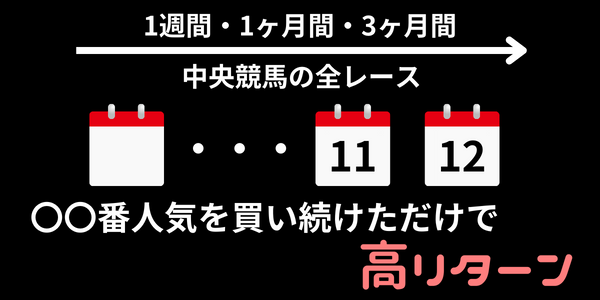 1週間・1ヶ月間・3ヶ月間
中央競馬の全レース
・・・ 11 12
〇〇番人気を買い続けただけで
高リターン